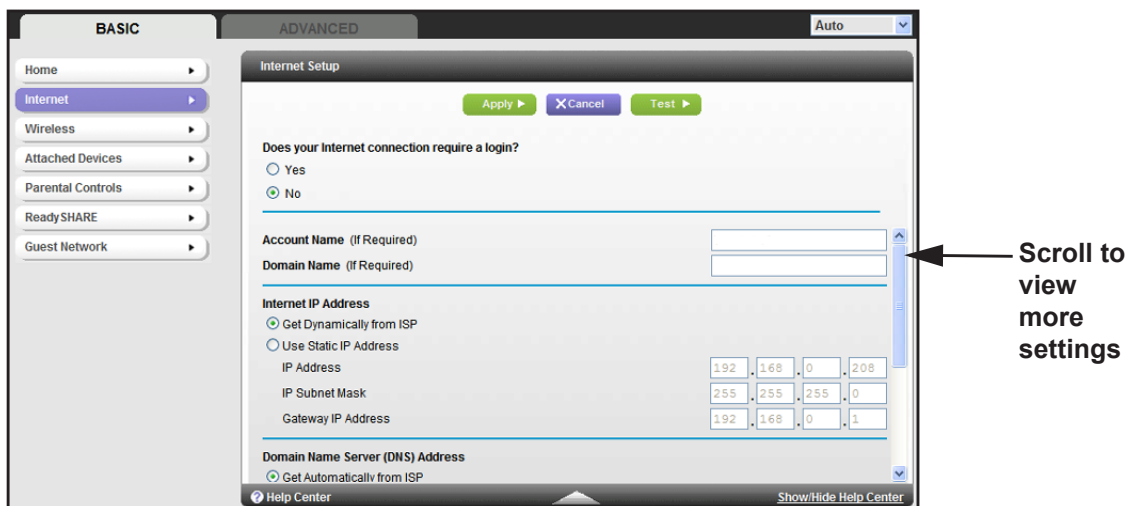 BASIC
ADVANCED
Auto
Home
Internet
Wireless
Attached Devices
Parental Controls
ReadySHARE
Guest Network
Internet Setup
Apply
Cancel
Test
Does your Internet connection require a login?
Yes
No
Account Name (If Required)
Domain Name (If Required)
Internet IP Address
Get Dynamically from ISP
Use Static IP Address
IP Address 192 . 168 . 0 . 208
IP Subnet Mask 255 . 255 . 255 . 0
Gateway IP Address 192 . 168 . 0 . 1
Domain Name Server (DNS) Address
Get Automatically from ISP
Help Center
Show/Hide Help Center
Scroll to
view
more
settings